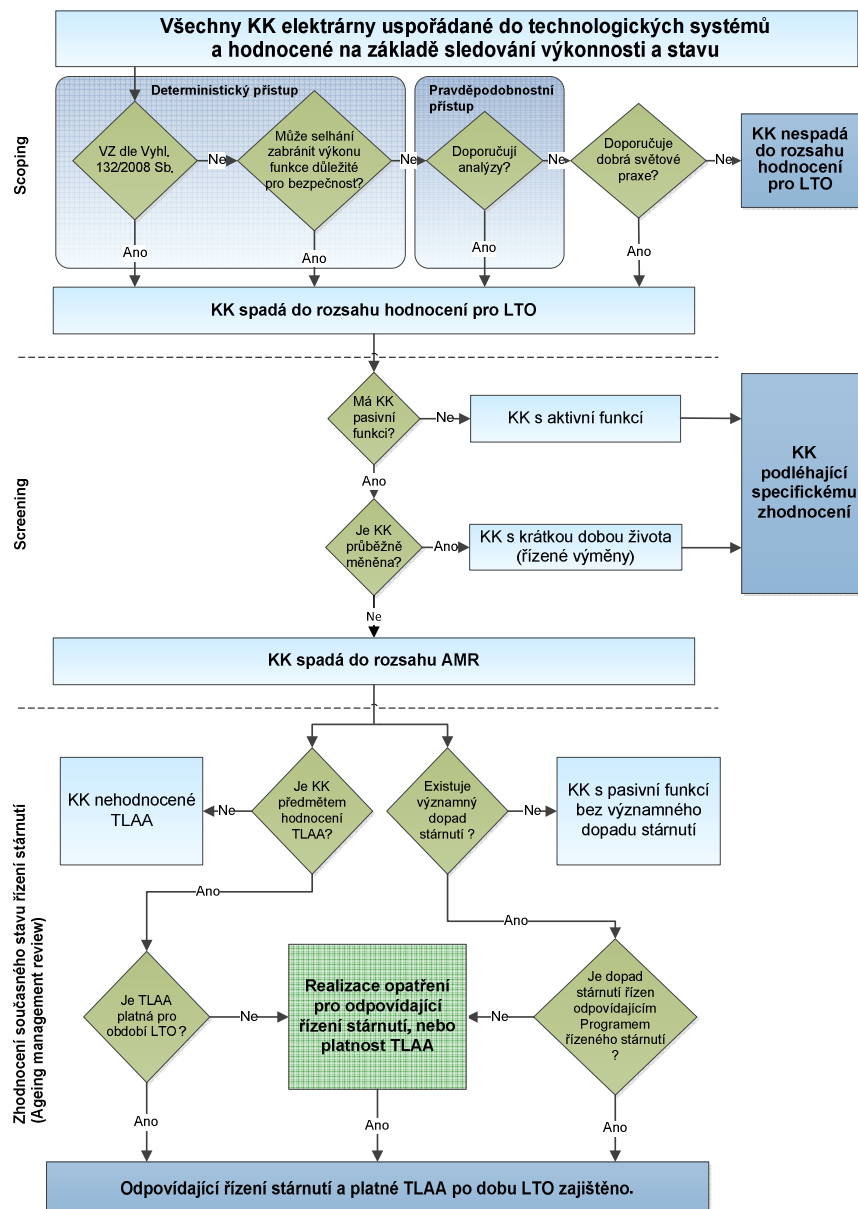 Všechny KK elektrárny uspořádané do technologických systémů
a hodnocené na základě sledování výkonnosti a stavu
Scoping
Deterministický přístup
Pravděpodobnostní
přístup
VZ dle Vyhl.
132/2008 Sb.
Ne
Může selhání
zabránit výkonu
funkce důležité
pro bezpečnost?
Ne
Doporučují
analýzy?
Ne
Doporučuje
dobrá světové
praxe?
Ne
KK nespadá
do rozsahu
hodnocení
pro LTO
Ano
Ano
Ano
Ano
KK spadá do rozsahu hodnocení pro LTO
Screening
Má KK
pasivní
funkci?
Ne
KK s aktivní funkcí
KK
podléhající
specifickému
zhodnocení
Ano
Je KK
průběžně
měněna?
Ano
KK s krátkou dobou života
(řízené výměny)
Ne
KK spadá do rozsahu AMR
Zhodnocení současného stavu řízení stárnutí
(Ageing management review)
KK nehodnocené
TLAA
Ne
Je KK
předmětem
hodnocení
TLAA?
Existuje
významný
dopad
stárnutí ?
Ne
KK s pasivní funkcí
bez významného
dopadu stárnutí
Ano
Ano
Je TLAA
platná pro
období LTO ?
Ne
Realizace opatření
pro odpovídající
řízení stárnutí, nebo
platnost TLAA
Ne
Je dopad
stárnutí řízen
odpovídajícím
Programem
řízeného stárnutí
?
Ano
Ano
Ano
Odpovídající řízení stárnutí a platné TLAA po dobu LTO zajištěno.